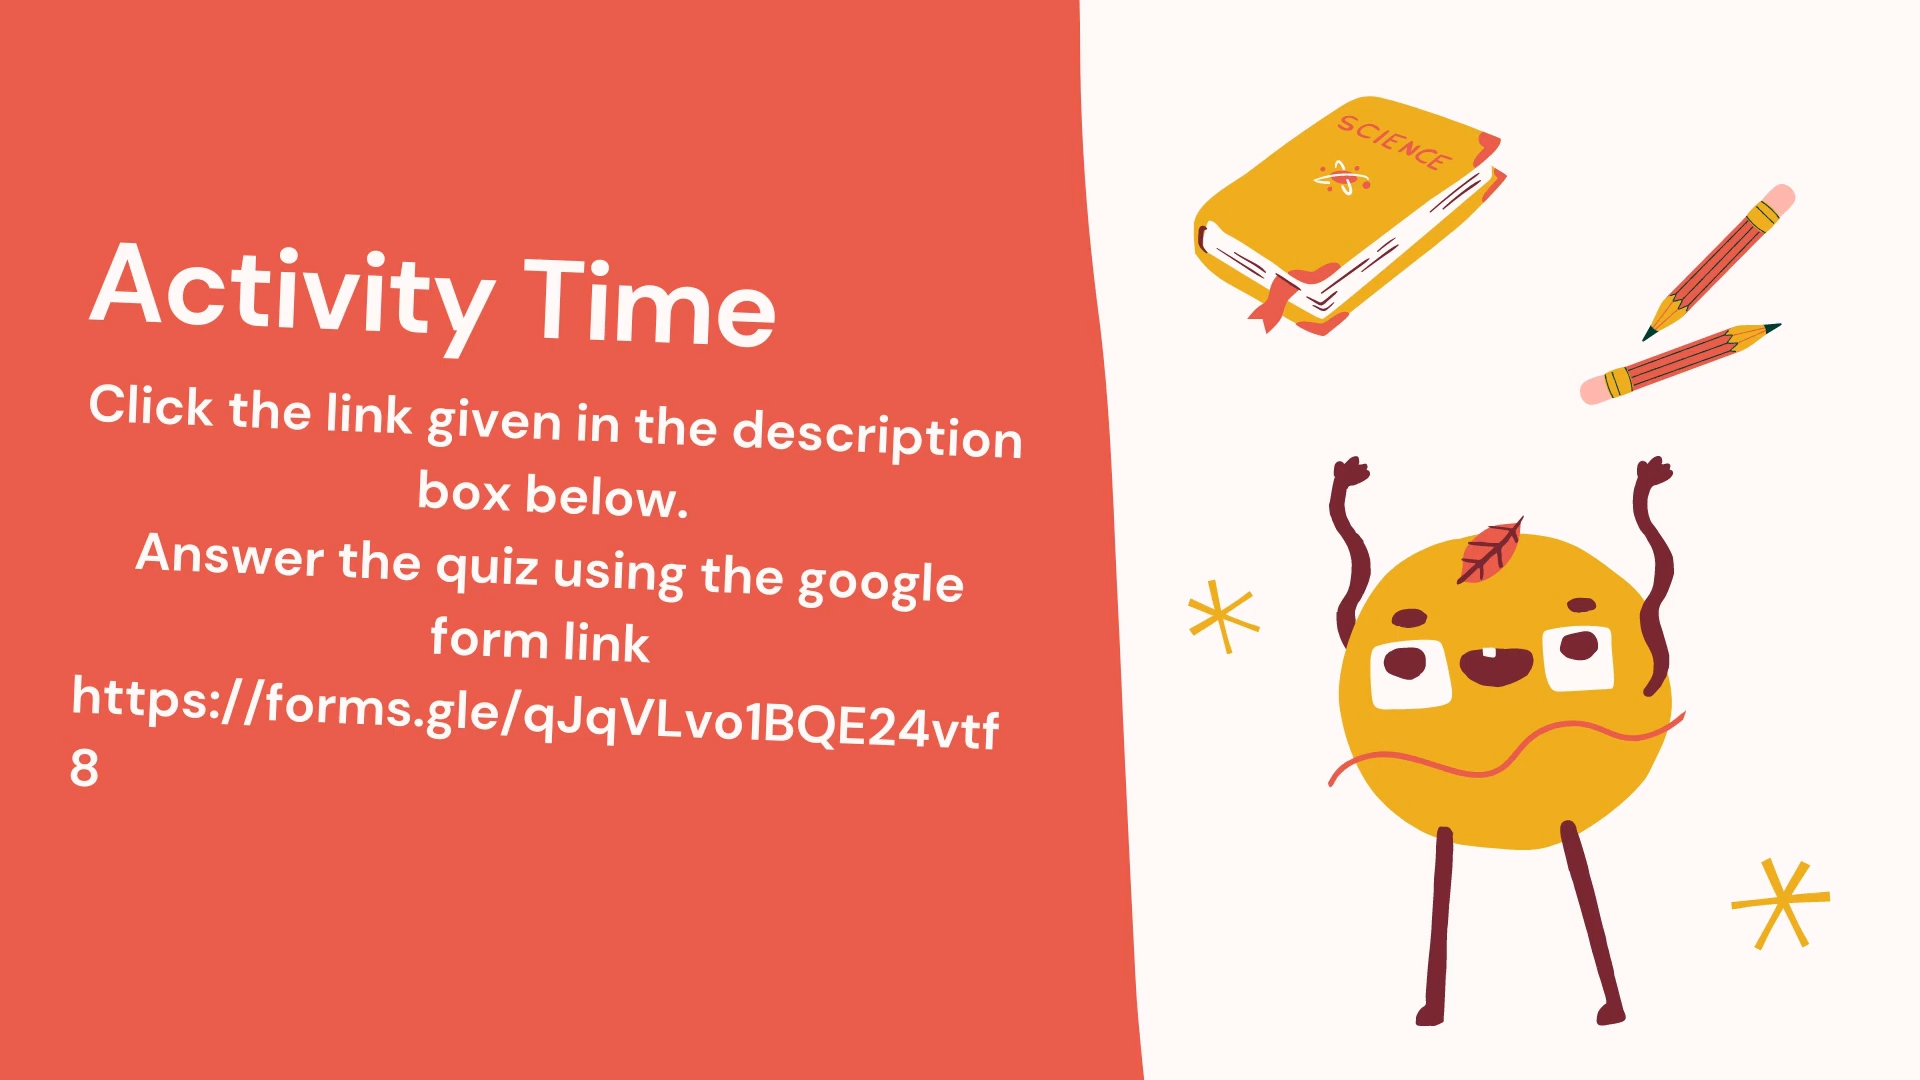 Activity Time
Click the link given in the description
box below.
Answer the quiz using the google
form link
https://forms.gle/qJqVLvo1BQE24vtf
8
SCIENCE